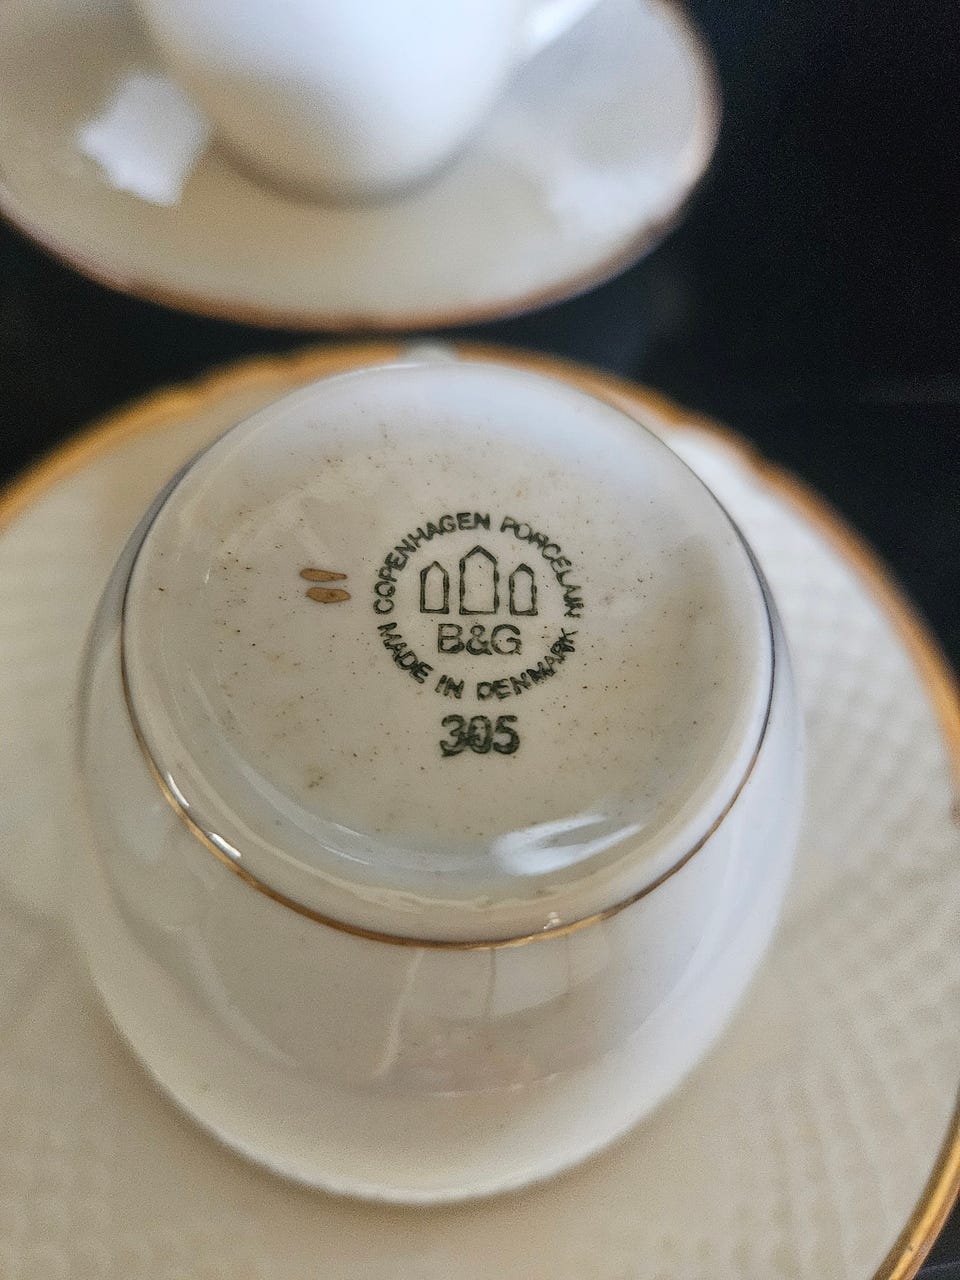 COPENHAGEN PORCELAIN
B&G
MADE IN DENMARK
305